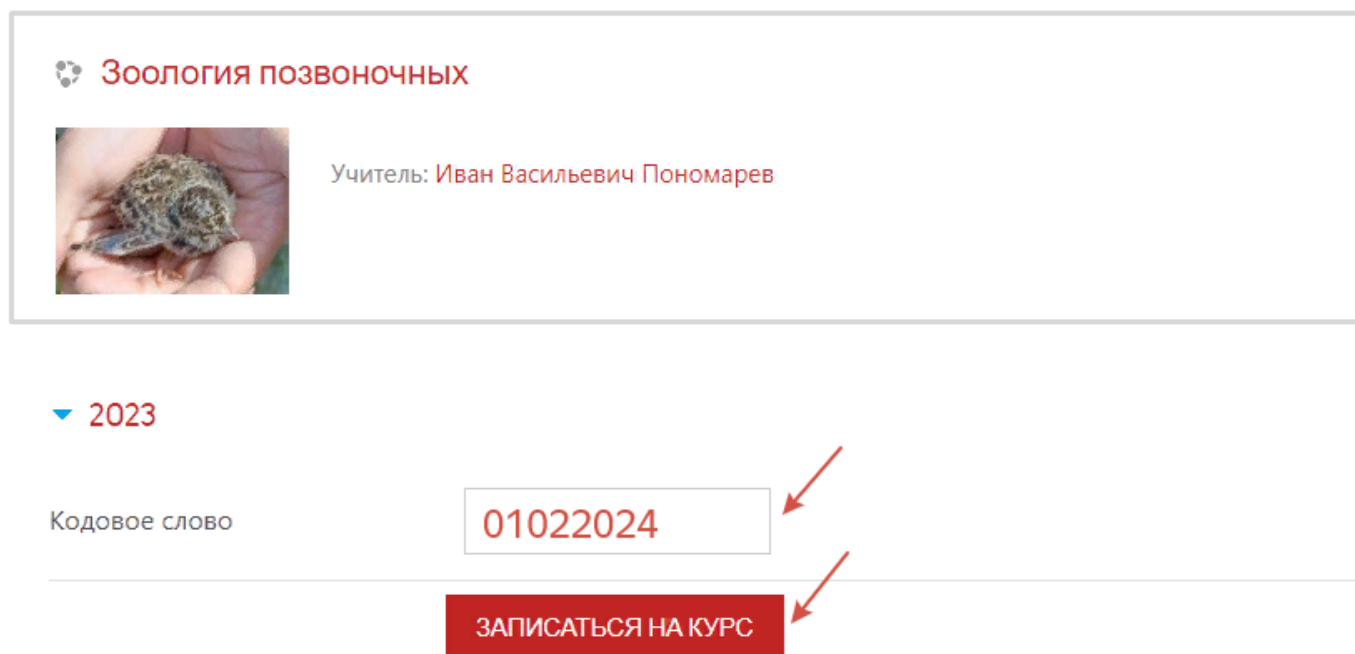 Зоология позвоночных
Учитель: Иван Васильевич Пономарев
2023
Кодовое слово
01022024
ЗАПИСАТЬСЯ НА КУРС